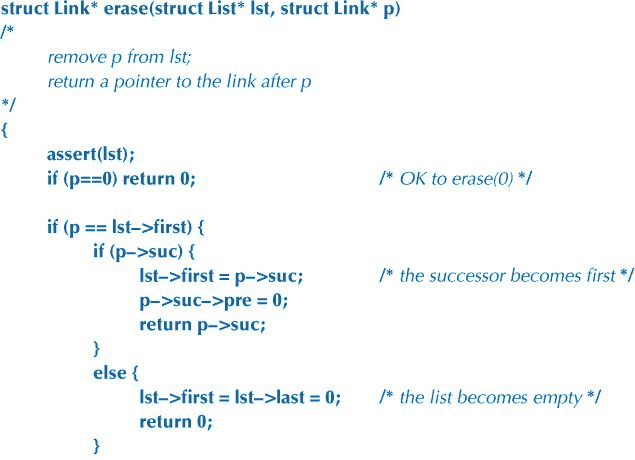 struct Link* erase(struct List* lst, struct Link* p)
/*
remove p from lst;
return a pointer to the link after p
*/
{
assert(lst);
if (p==0) return 0; /* OK to erase(0) */
if (p == lst–>first) {
if (p–>suc) {
lst–>first = p–>suc; /* the successor becomes first */
p–>suc–>pre = 0;
return p–>suc;
}
else {
lst–>first = lst–>last = 0; /* the list becomes empty */
return 0;
}